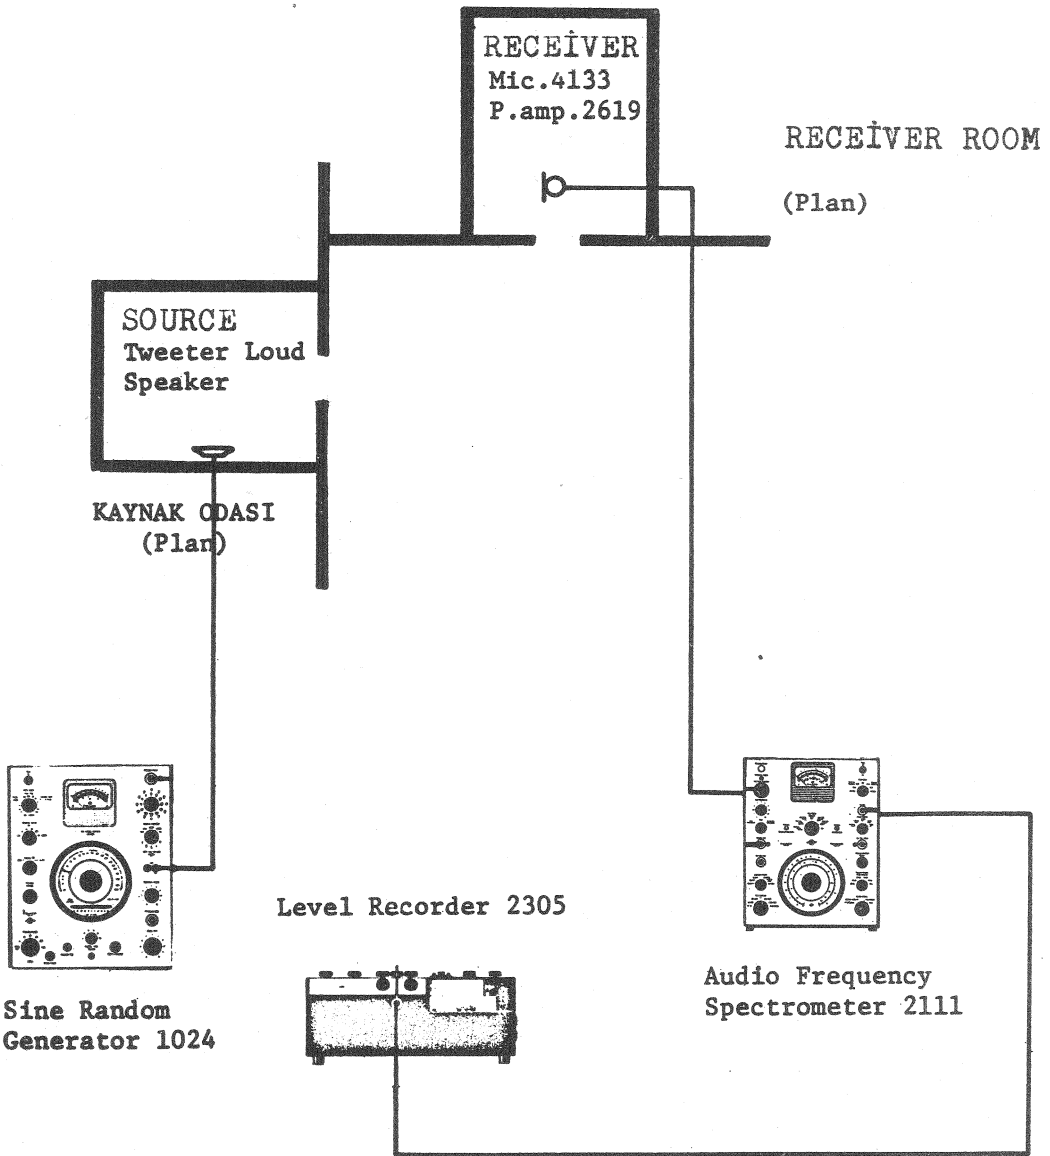 RECEİVER
Mic.4133
P.amp.2619
RECEİVER ROOM
(Plan)
SOURCE
Tweeter Loud
Speaker
KAYNAK ODASI
(Plan)
Level Recorder 2305
Audio Frequency
Spectrometer 2111
Sine Random
Generator 1024